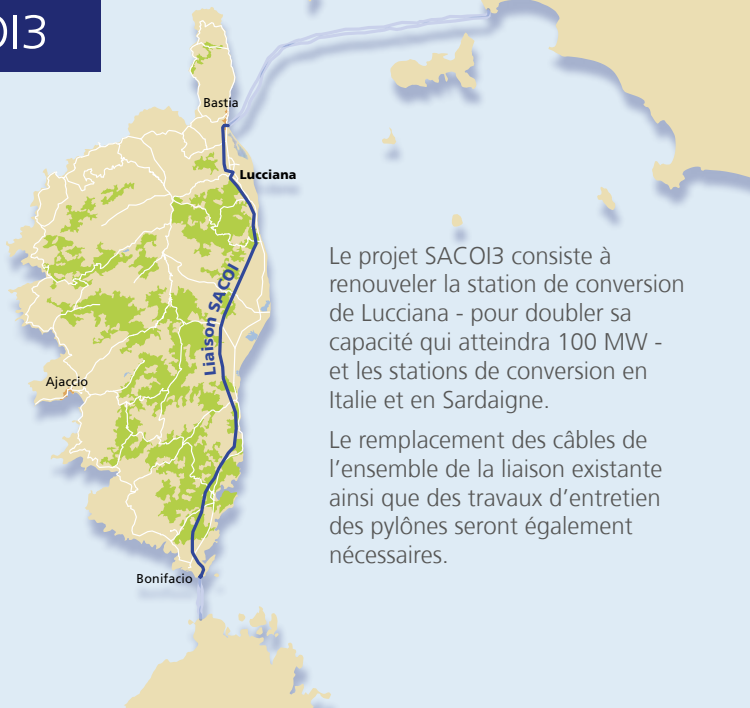 OI3
Bastia
Lucciana
Liaison SACOI
Ajaccio
Bonifacio
Le projet SACOI3 consiste à
renouveler la station de conversion
de Lucciana - pour doubler sa
capacité qui atteindra 100 MW -
et les stations de conversion en
Italie et en Sardaigne.
Le remplacement des câbles de
l’ensemble de la liaison existante
ainsi que des travaux d’entretien
des pylônes seront également
nécessaires.